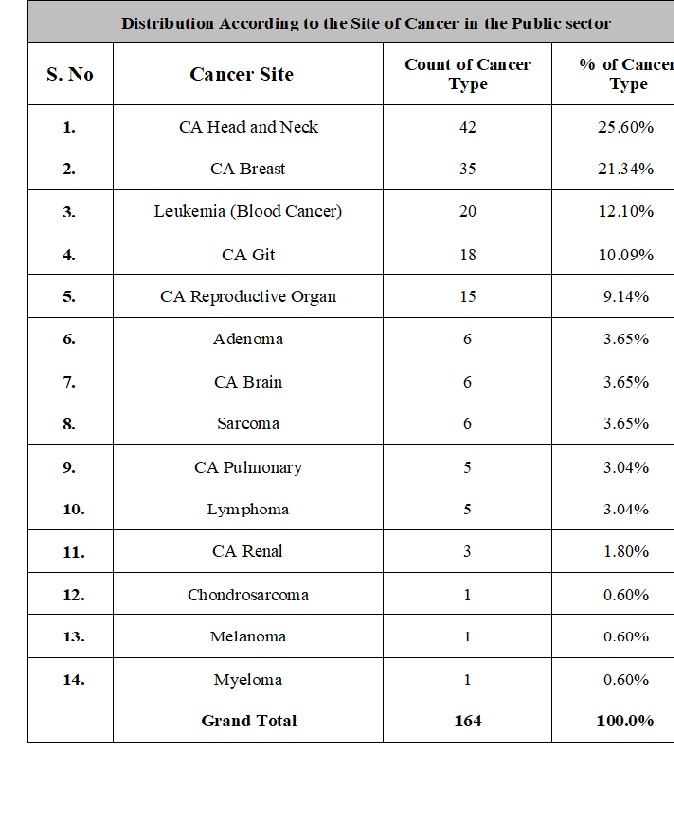 Distribution According to the Site of Cancer in the Public sector
S. No Cancer Site Count of Cancer Type % of Cancer Type
1. CA Head and Neck 42 25.60%
2. CA Breast 35 21.34%
3. Leukemia (Blood Cancer) 20 12.10%
4. CA Git 18 10.09%
5. CA Reproductive Organ 15 9.14%
6. Adenoma 6 3.65%
7. CA Brain 6 3.65%
8. Sarcoma 6 3.65%
9. CA Pulmonary 5 3.04%
10. Lymphoma 5 3.04%
11. CA Renal 3 1.80%
12. Chondrosarcoma 1 0.60%
13. Melanoma 1 0.60%
14. Myeloma 1 0.60%
Grand Total 164 100.0%